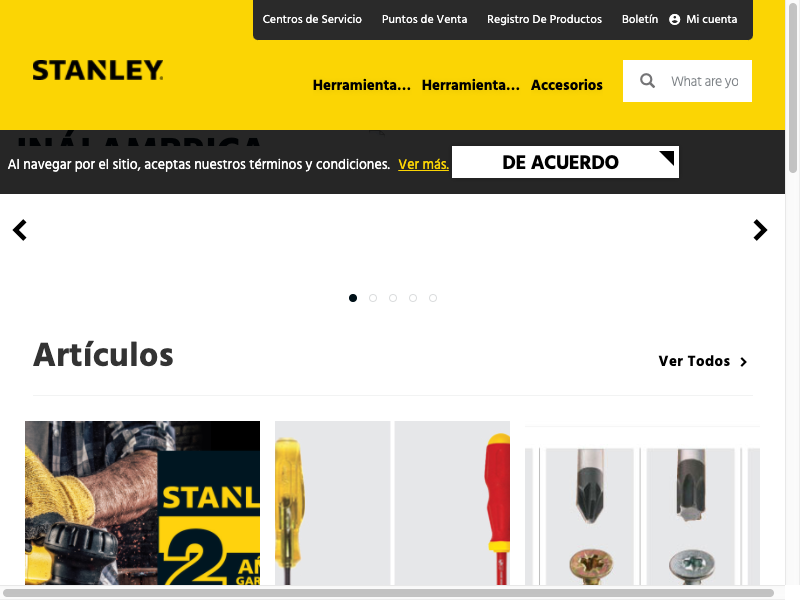 Centros de Servicio Puntos de Venta Registro De Productos Boletín Mi cuenta
STANLEY.
Herramienta... Herramienta... Accesorios
What are yo
INÁLAMBRICA
Al navegar por el sitio, aceptas nuestros términos y condiciones. Ver más.
DE ACUERDO
Artículos
Ver Todos
STANL
2 AÑ
GAR